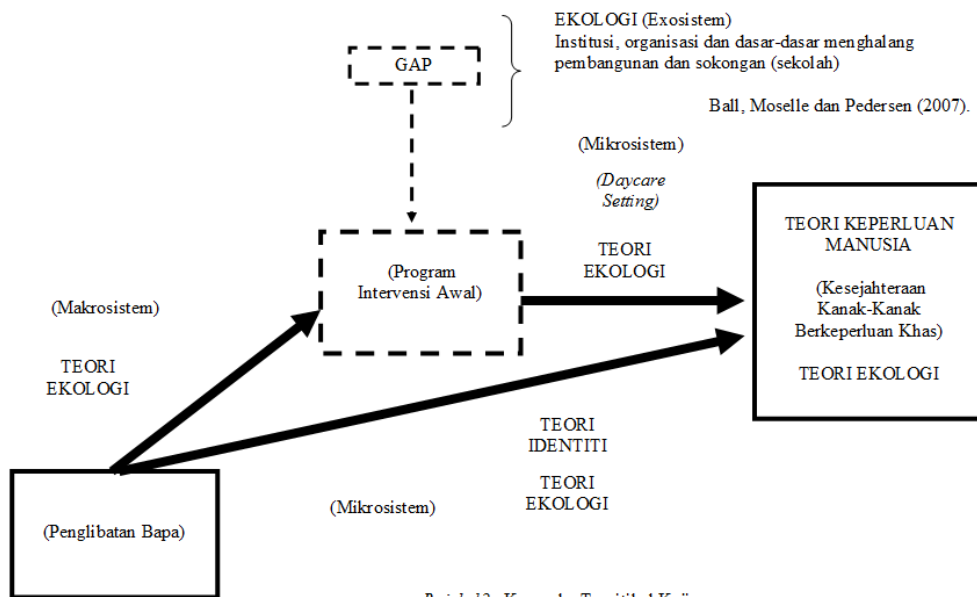 EKOLOGI (Exosistem)
Institusi, organisasi dan dasar-dasar menghalang
pembangunan dan sokongan (sekolah)
GAP
Ball, Moselle dan Pedersen (2007).
(Mikrosistem)
(Daycare
Setting)
TEORI
EKOLOGI
TEORI KEPERLUAN
MANUSIA
(Kesejahteraan
Kanak-Kanak
Berkeperluan Khas)
TEORI EKOLOGI
(Program
Intervensi Awal)
(Makrosistem)
TEORI
EKOLOGI
TEORI
IDENTITI
TEORI
EKOLOGI
(Mikrosistem)
(Penglibatan Bapa)